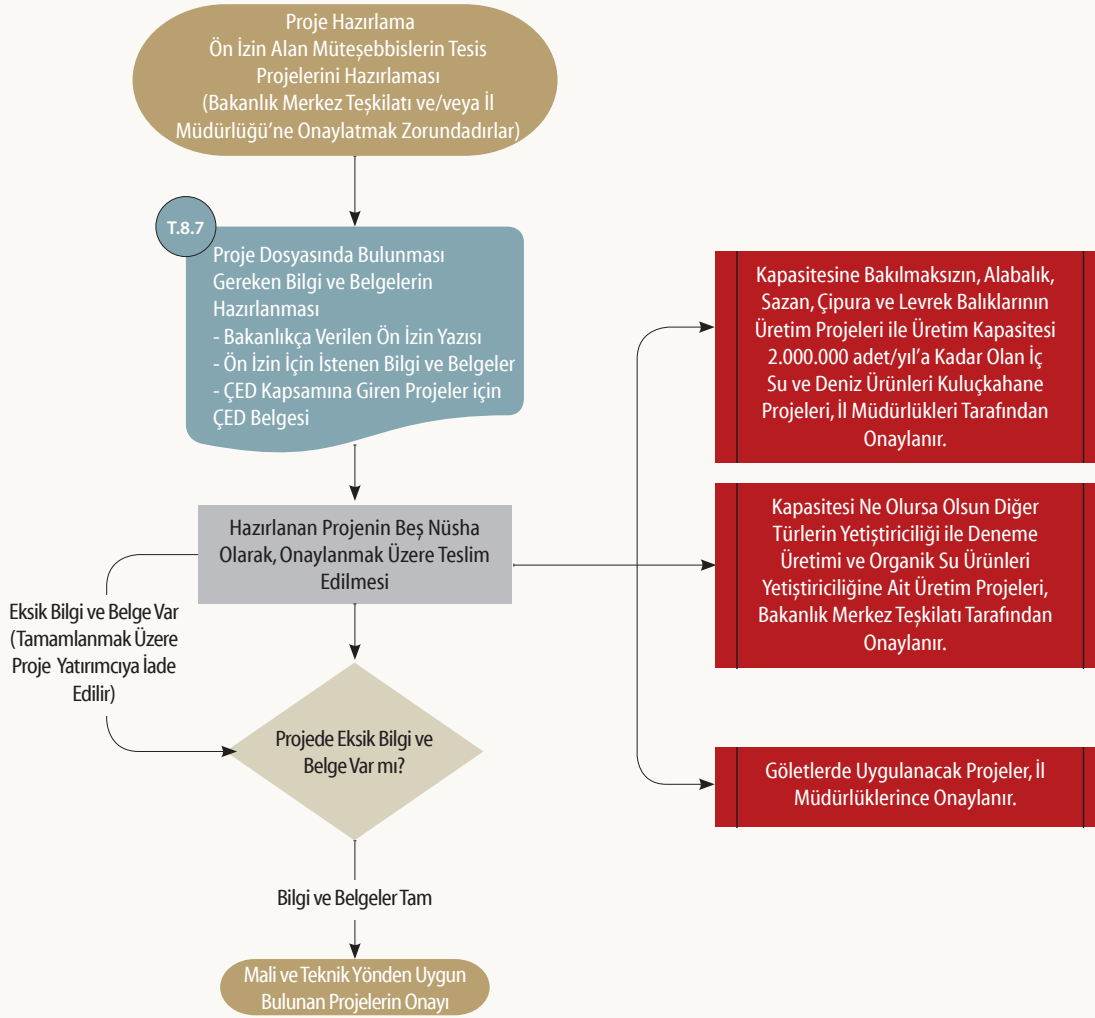 Proje Hazırlama
Ön İzin Alan Müteşebbislerin Tesis
Projelerini Hazırlaması
(Bakanlık Merkez Teşkilatı ve/veya İl
Müdürlüğü'ne Onaylatmak Zorundadırlar)
T.8.7
Proje Dosyasında Bulunması
Gereken Bilgi ve Belgelerin
Hazırlanması
- Bakanlıkça Verilen Ön İzin Yazısı
- Ön İzin İçin İstenen Bilgi ve Belgeler
- ÇED Kapsamına Giren Projeler için
ÇED Belgesi
Kapasitesine Bakılmaksızın, Alabalık,
Sazan, Çipura ve Levrek Balıklarının
Üretim Projeleri ile Üretim Kapasitesi
2.000.000 adet/yıl'a Kadar Olan İç
Su ve Deniz Ürünleri Kuluçkahane
Projeleri, İl Müdürlükleri Tarafından
Onaylanır.
Hazırlanan Projenin Beş Nüsha
Olarak, Onaylanmak Üzere Teslim
Edilmesi
Kapasitesi Ne Olursa Olsun Diğer
Türlerin Yetiştiriciliği ile Deneme
Üretimi ve Organik Su Ürünleri
Yetiştiriciliğine Ait Üretim Projeleri,
Bakanlık Merkez Teşkilatı Tarafından
Onaylanır.
Eksik Bilgi ve Belge Var
(Tamamlanmak Üzere
Proje Yatırımcıya İade
Edilir)
Projede Eksik Bilgi ve
Belge Var mı?
Göletlerde Uygulanacak Projeler, İl
Müdürlüklerince Onaylanır.
Bilgi ve Belgeler Tam
Mali ve Teknik Yönden Uygun
Bulunan Projelerin Onayı